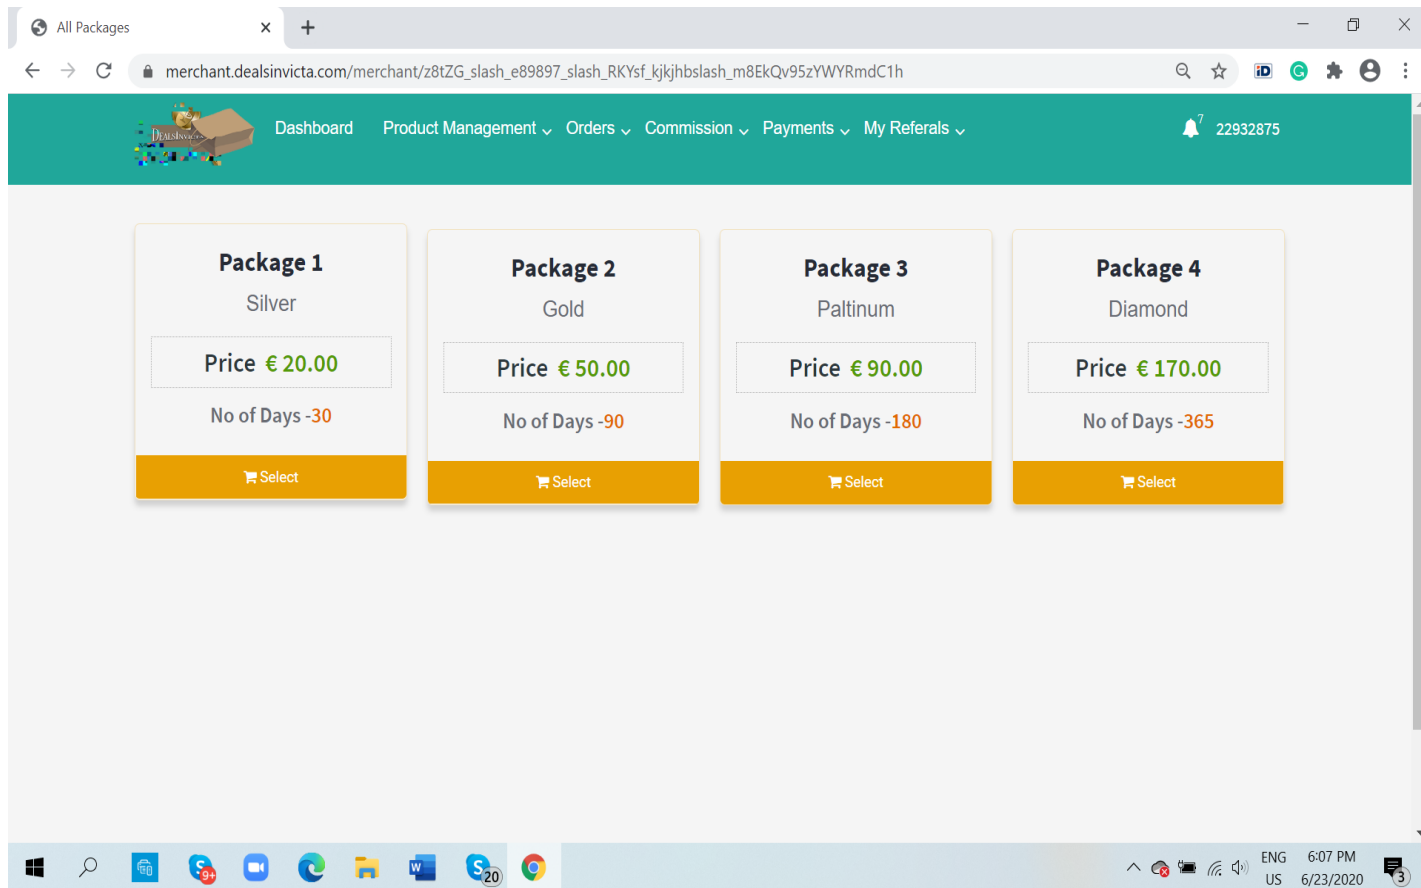 All Packages
merchant.dealsinvicta.com/merchant/z8tZG_slash_e89897_slash_RKYsf_kjkjhbslash_m8EkQv95zYWYRmdC1h
Dashboard Product Management Orders Commission Payments My Referals 7 22932875
Package 1
Silver
Price € 20.00
No of Days -30
Select
Package 2
Gold
Price € 50.00
No of Days -90
Select
Package 3
Paltinum
Price € 90.00
No of Days -180
Select
Package 4
Diamond
Price € 170.00
No of Days -365
Select
9+
20
ENG
US
6:07 PM
6/23/2020
3